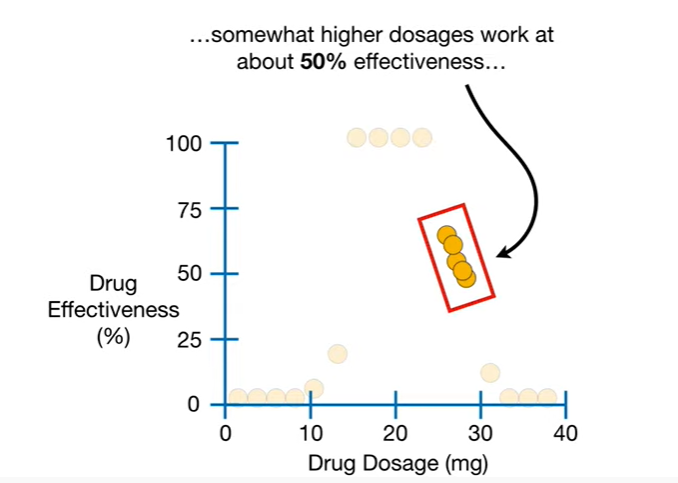 ...somewhat higher dosages work at
about 50% effectiveness...
100
75
50
25
0
Drug
Effectiveness
(%)
0 10 20 30 40
Drug Dosage (mg)